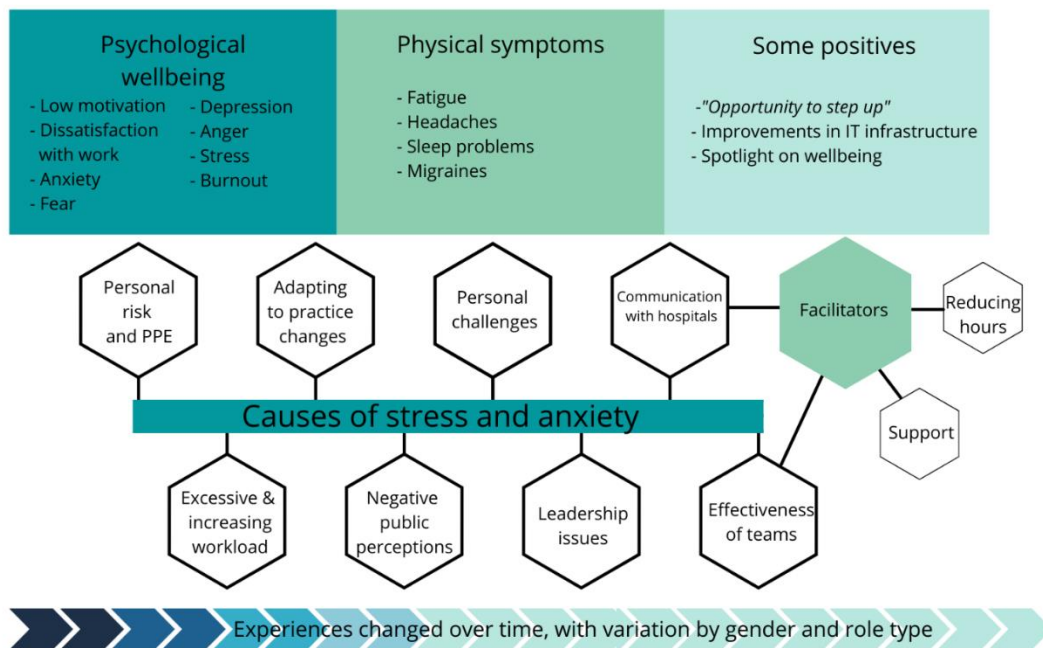 Psychological
wellbeing
- Low motivation
- Dissatisfaction
with work
- Anxiety
- Fear
- Depression
- Anger
- Stress
- Burnout
Physical symptoms
- Fatigue
- Headaches
- Sleep problems
- Migraines
Some positives
-"Opportunity to step up"
- Improvements in IT infrastructure
- Spotlight on wellbeing
Personal
risk
and PPE
Adapting
to practice
changes
Personal
challenges
Communication
with hospitals
Facilitators
Reducing
hours
Support
Causes of stress and anxiety
Excessive &
increasing
workload
Negative
public
perceptions
Leadership
issues
Effectiveness
of teams
Experiences changed over time, with variation by gender and role type